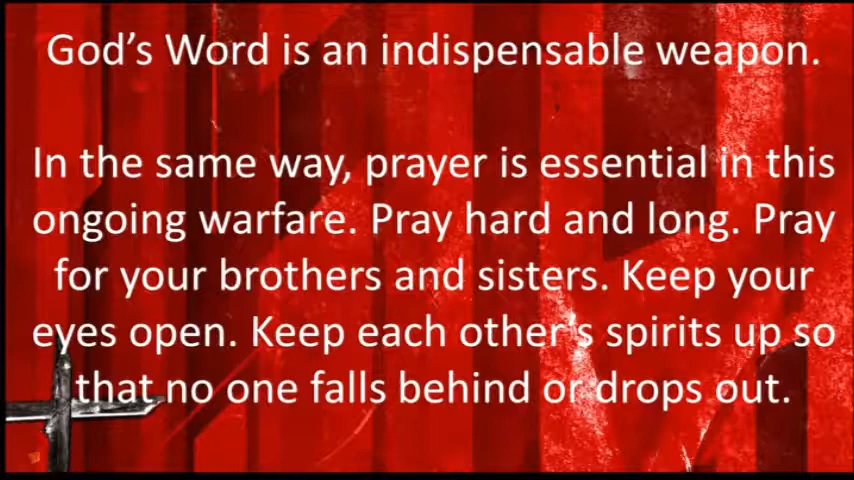 God’s Word is an indispensable weapon.
In the same way, prayer is essential in this
ongoing warfare. Pray hard and long. Pray
for your brothers and sisters. Keep your
eyes open. Keep each other’s spirits up so
that no one falls behind or drops out.